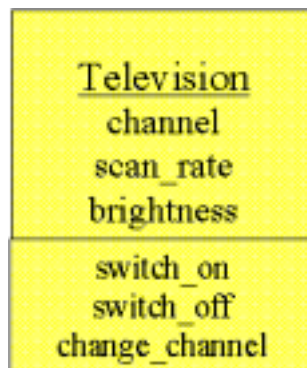 Television
channel
scan_rate
brightness
switch_on
switch_off
change_channel